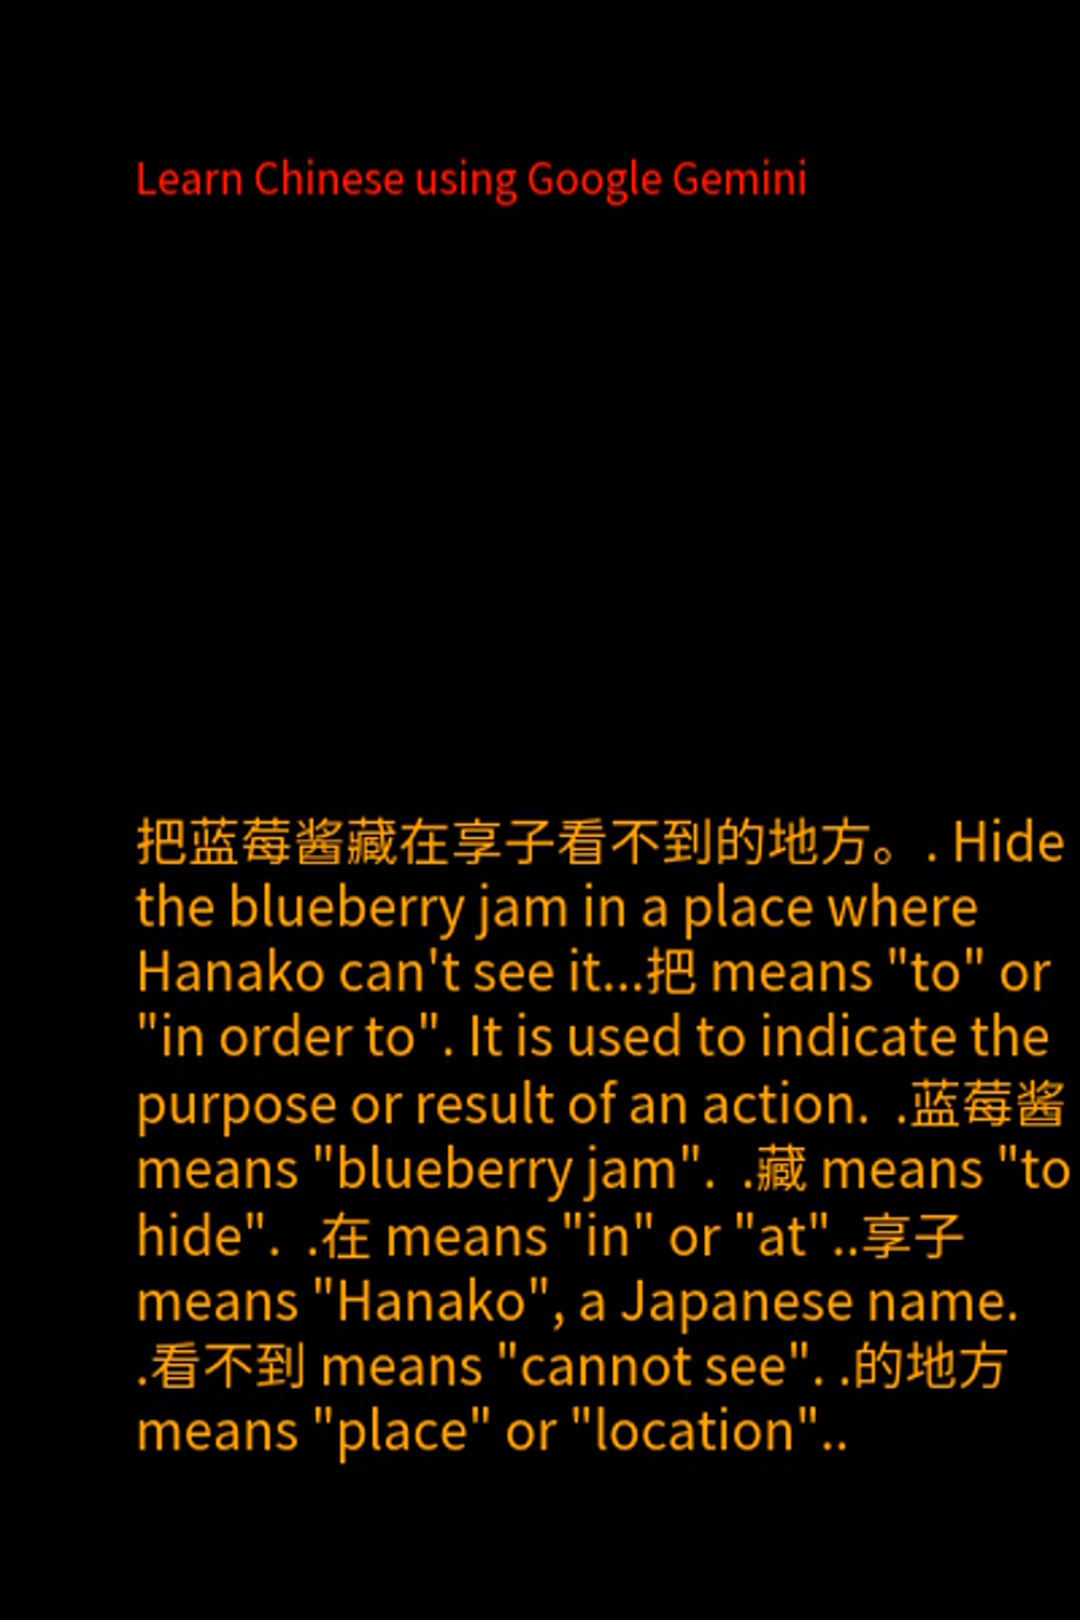 Learn Chinese using Google Gemini
把蓝莓酱藏在享子看不到的地方。. Hide
the blueberry jam in a place where
Hanako can't see it...把 means "to" or
"in order to". It is used to indicate the
purpose or result of an action.  .蓝莓酱
means "blueberry jam".  .藏 means "to
hide".  .在 means "in" or "at"..享子
means "Hanako", a Japanese name.
.看不到 means "cannot see". .的地方
means "place" or "location"..